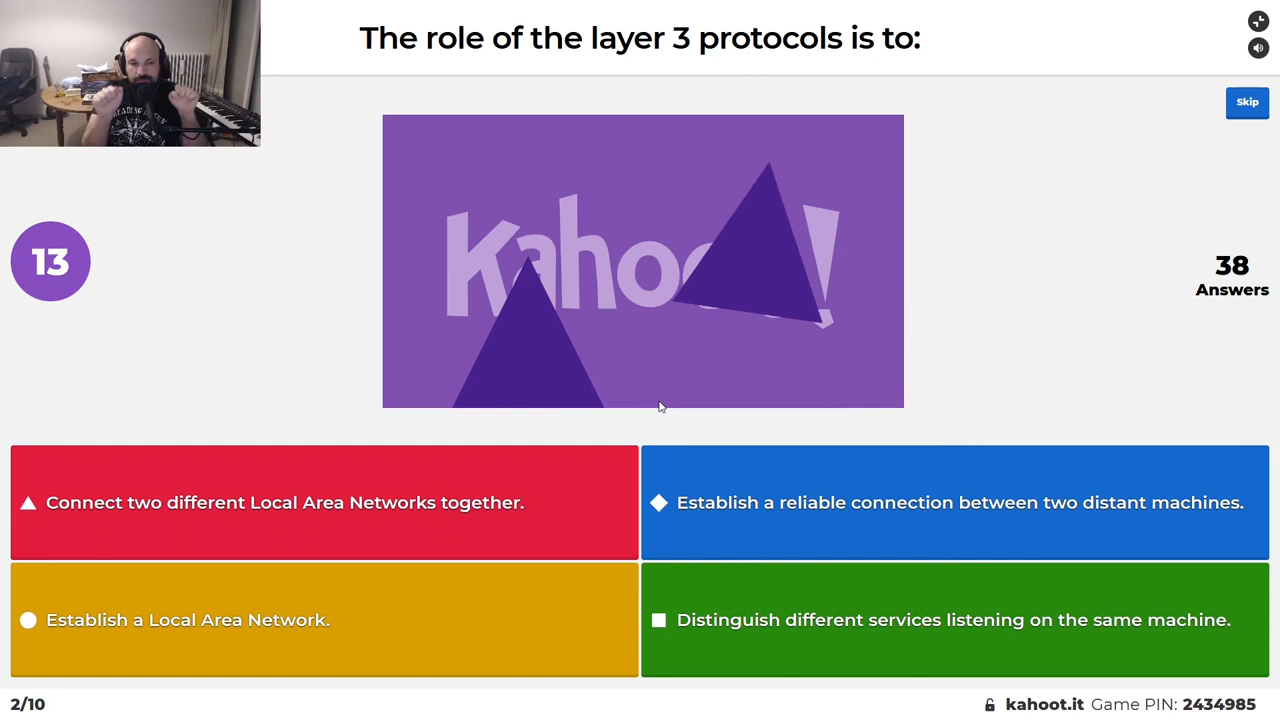 The role of the layer 3 protocols is to:
Skip
Kahoot!
13
38
Answers
Connect two different Local Area Networks together.
Establish a reliable connection between two distant machines.
Establish a Local Area Network.
Distinguish different services listening on the same machine.
2/10
kahoot.it Game PIN: 2434985